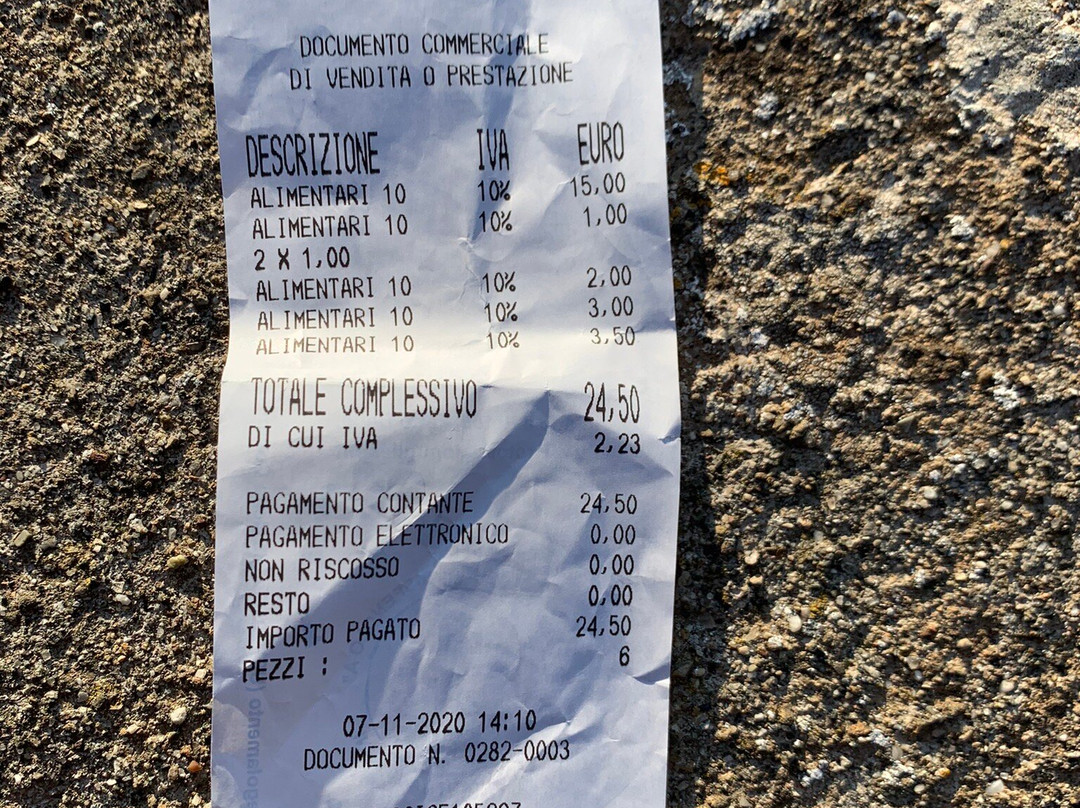 DOCUMENTO COMMERCIALE
DI VENDITA O PRESTAZIONE
DESCRIZIONE IVA EURO
ALIMENTARI 10 10% 15,00
ALIMENTARI 10 10% 1,00
2 X 1,00
ALIMENTARI 10 10% 2,00
ALIMENTARI 10 10% 3,00
ALIMENTARI 10 10% 3,50
TOTALE COMPLESSIVO 24,50
DI CUI IVA 2,23
PAGAMENTO CONTANTE 24,50
PAGAMENTO ELETTRONICO 0,00
NON RISCOSSO 0,00
RESTO 0,00
IMPORTO PAGATO 24,50
PEZZI : 6
07-11-2020 14:10
DOCUMENTO N. 0282-0003